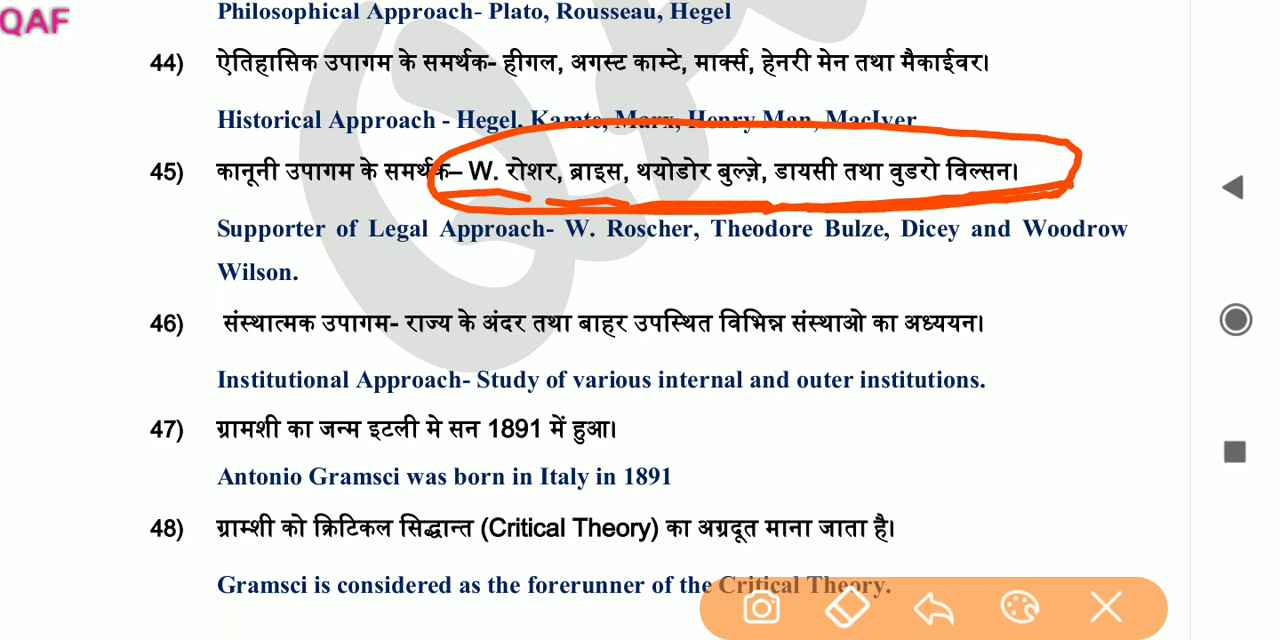 QAF
Philosophical Approach- Plato, Rousseau, Hegel
44) ऐतिहासिक उपागम के समर्थक- हीगल, अगस्ट काम्टे, मार्क्स, हेनरी मेन तथा मैकाईवर।
Historical Approach - Hegel, Kamte, Marx, Henry Man, MacIver
45) कानूनी उपागम के समर्थक– W. रोशर, ब्राइस, थयोडोर बुल्ज़े, डायसी तथा वुडरो विल्सन।
Supporter of Legal Approach- W. Roscher, Theodore Bulze, Dicey and Woodrow
Wilson.
46) संस्थात्मक उपागम- राज्य के अंदर तथा बाहर उपस्थित विभिन्न संस्थाओ का अध्ययन।
Institutional Approach- Study of various internal and outer institutions.
47) ग्रामशी का जन्म इटली मे सन 1891 में हुआ।
Antonio Gramsci was born in Italy in 1891
48) ग्राम्शी को क्रिटिकल सिद्धान्त (Critical Theory) का अग्रदूत माना जाता है।
Gramsci is considered as the forerunner of the Critical Theory.